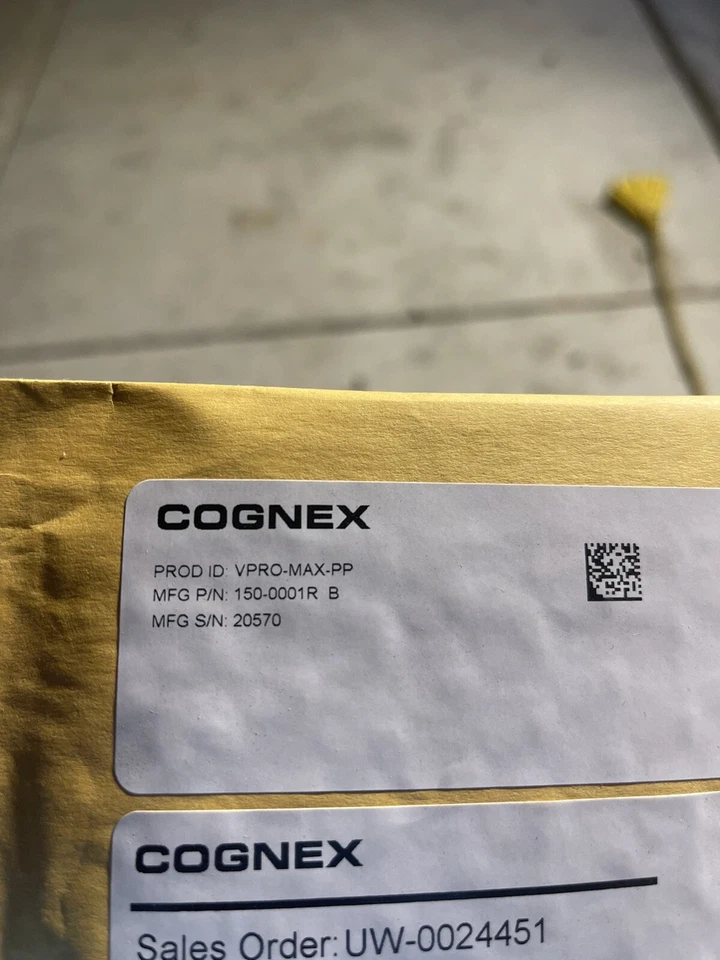 COGNEX
PROD ID: VPRO-MAX-PP
MFG P/N: 150-0001R B
MFG S/N: 20570
COGNEX
Sales Order: UW-0024451